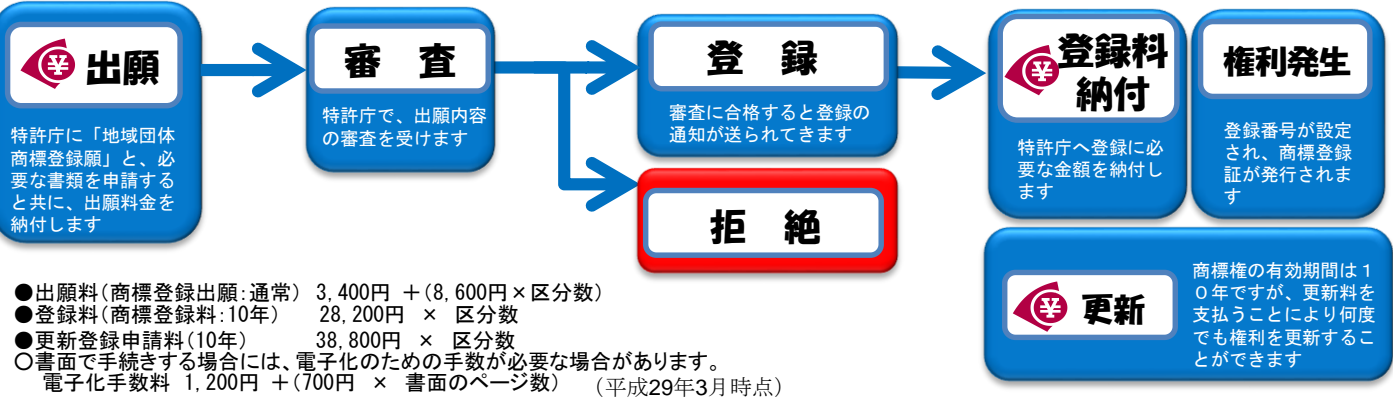 ¥ 出願
特許庁に「地域団体
商標登録願」と、必
要な書類を申請する
と共に、出願料金を
納付します
審 査
特許庁で、出願内容
の審査を受けます
登 録
審査に合格すると登録の
通知が送られてきます
拒 絶
¥ 登録料
納付
特許庁へ登録に必
要な金額を納付し
ます
権利発生
登録番号が設定
され、商標登録
証が発行されま
す
¥ 更新
商標権の有効期間は1
0年ですが、更新料を
支払うことにより何度
でも権利を更新するこ
とができます
●出願料(商標登録出願:通常) 3,400円 +(8,600円×区分数)
●登録料(商標登録料:10年) 28,200円 × 区分数
●更新登録申請料(10年) 38,800円 × 区分数
○書面で手続きする場合には、電子化のための手数が必要な場合があります。
電子化手数料 1,200円 +(700円 × 書面のページ数) (平成29年3月時点)